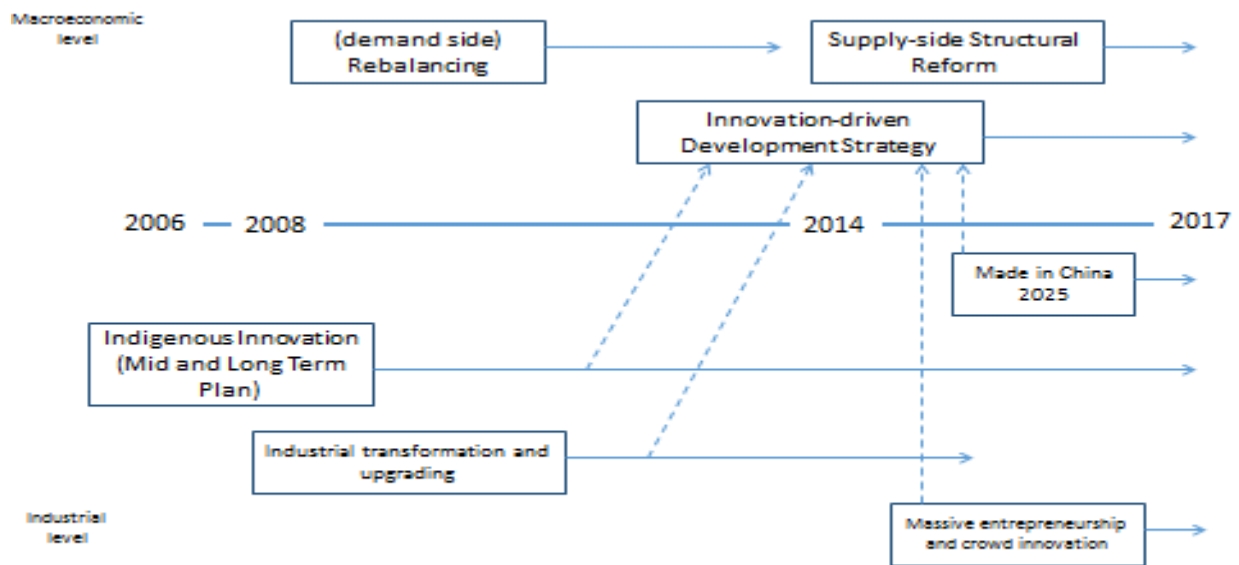 Macroeconomic
level
(demand side)
Rebalancing
Supply-side Structural
Reform
Innovation-driven
Development Strategy
2006
2008
2014
2017
Made in China
2025
Indigenous Innovation
(Mid and Long Term
Plan)
Industrial transformation and
upgrading
Industrial
level
Massive entrepreneurship
and crowd innovation